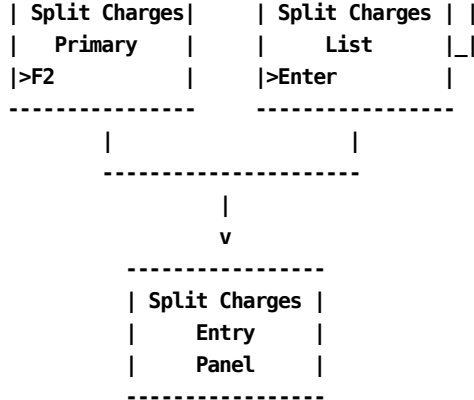 | Split Charges|     | Split Charges | |
|   Primary    |     |     List      |_|
|>F2           |     |>Enter         |
----------------     -----------------
        |                    |
        ----------------------
                  |
                  v
          -----------------
          | Split Charges |
          |     Entry     |
          |     Panel     |
          -----------------